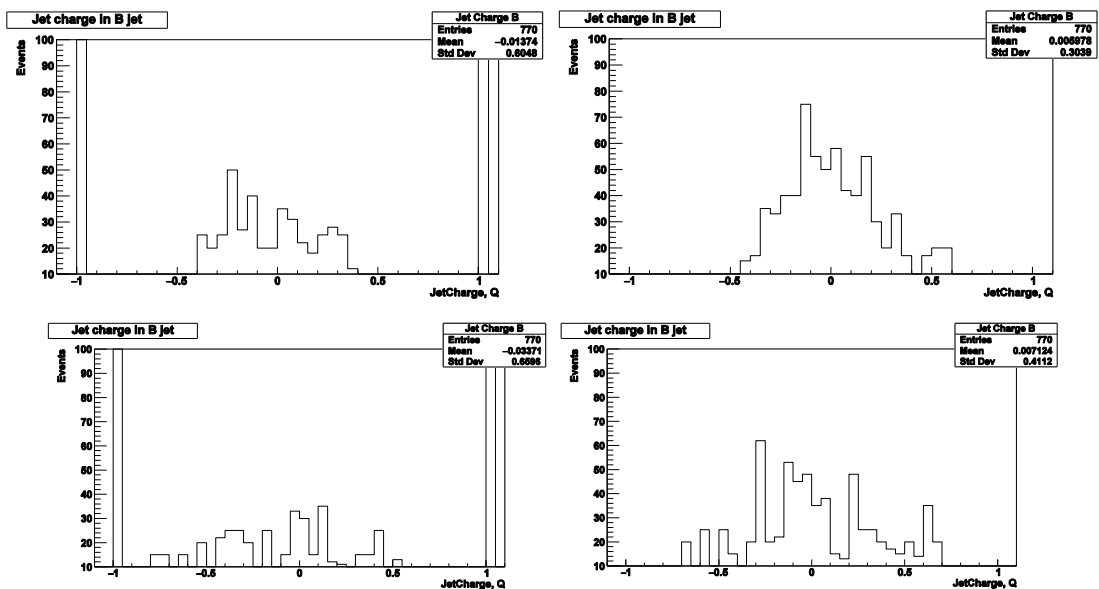 Jet charge in B jet
Jet Charge B
Entries 770
Mean −0.01374
Std Dev 0.6048
Events
100
90
80
70
60
50
40
30
20
10
−1 −0.5 0 0.5 1
JetCharge, Q
Jet charge in B jet
Jet Charge B
Entries 770
Mean 0.005978
Std Dev 0.3039
Events
100
90
80
70
60
50
40
30
20
10
−1 −0.5 0 0.5 1
JetCharge, Q
Jet charge in B jet
Jet Charge B
Entries 770
Mean −0.03371
Std Dev 0.6596
Events
100
90
80
70
60
50
40
30
20
10
−1 −0.5 0 0.5 1
JetCharge, Q
Jet charge in B jet
Jet Charge B
Entries 770
Mean 0.007124
Std Dev 0.4112
Events
100
90
80
70
60
50
40
30
20
10
−1 −0.5 0 0.5 1
JetCharge, Q